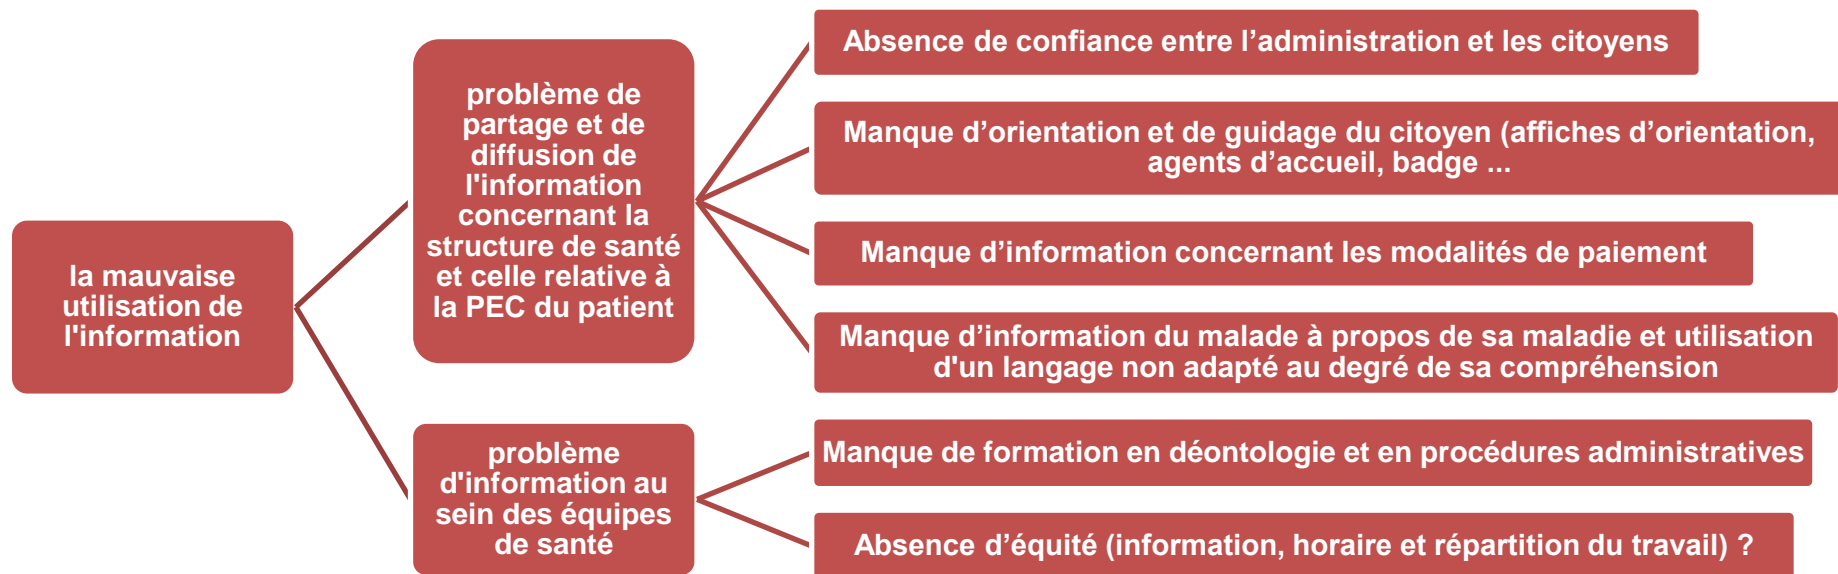 la mauvaise
utilisation de
l'information
problème de
partage et de
diffusion de
l'information
concernant la
structure de santé
et celle relative à
la PEC du patient
Absence de confiance entre l’administration et les citoyens
Manque d’orientation et de guidage du citoyen (affiches d’orientation,
agents d’accueil, badge ...
Manque d’information concernant les modalités de paiement
Manque d’information du malade à propos de sa maladie et utilisation
d'un langage non adapté au degré de sa compréhension
problème
d'information au
sein des équipes
de santé
Manque de formation en déontologie et en procédures administratives
Absence d’équité (information, horaire et répartition du travail) ?